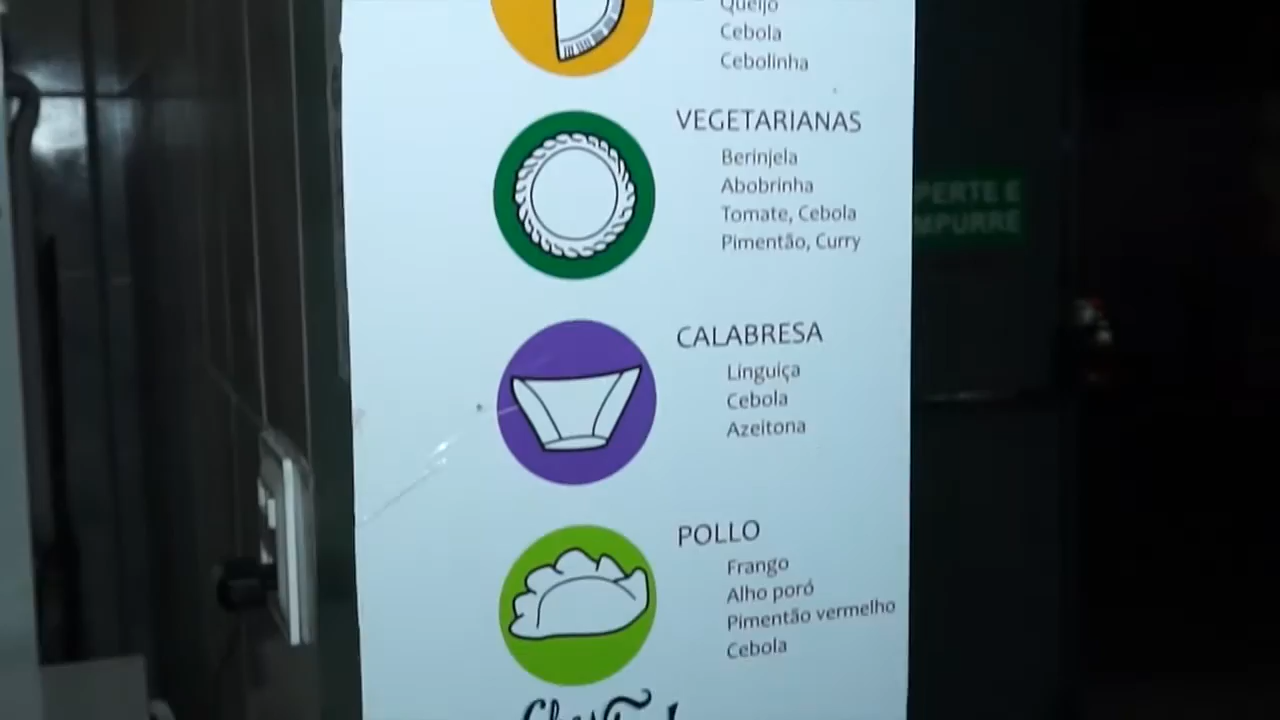 Queijo
Cebola
Cebolinha
VEGETARIANAS
Berinjela
Abobrinha
Tomate, Cebola
Pimentão, Curry
PERTE E
MPURRE
CALABRESA
Linguiça
Cebola
Azeitona
POLLO
Frango
Alho poró
Pimentão vermelho
Cebola